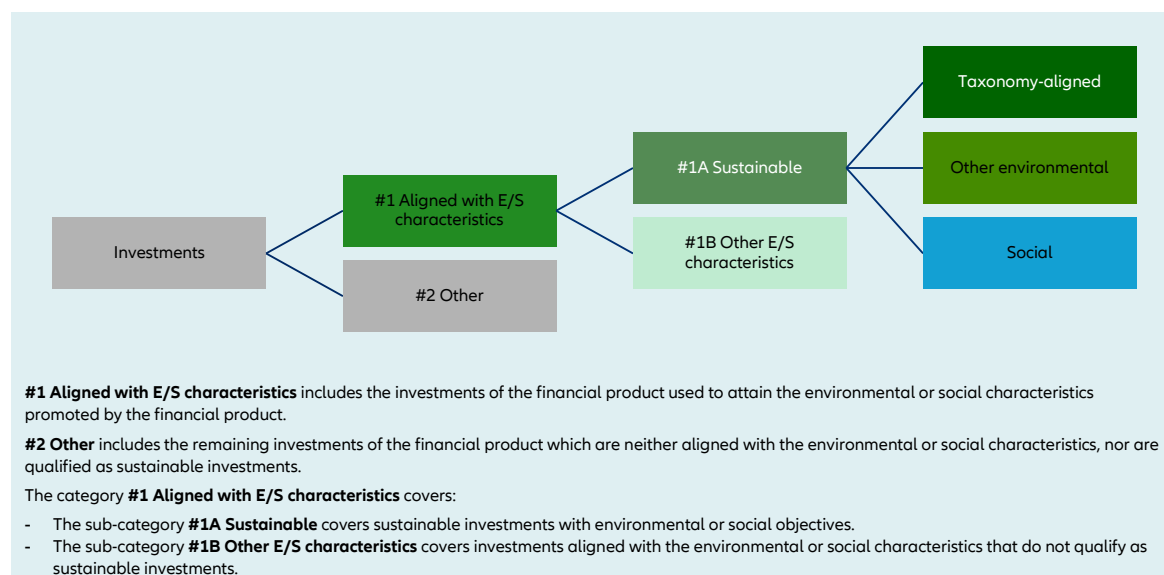 Taxonomy-aligned
#1A Sustainable
Other environmental
#1 Aligned with E/S
characteristics
Investments
#1B Other E/S
characteristics
Social
#2 Other
#1 Aligned with E/S characteristics includes the investments of the financial product used to attain the environmental or social characteristics
promoted by the financial product.
#2 Other includes the remaining investments of the financial product which are neither aligned with the environmental or social characteristics, nor are
qualified as sustainable investments.
The category #1 Aligned with E/S characteristics covers:
- The sub-category #1A Sustainable covers sustainable investments with environmental or social objectives.
- The sub-category #1B Other E/S characteristics covers investments aligned with the environmental or social characteristics that do not qualify as
sustainable investments.